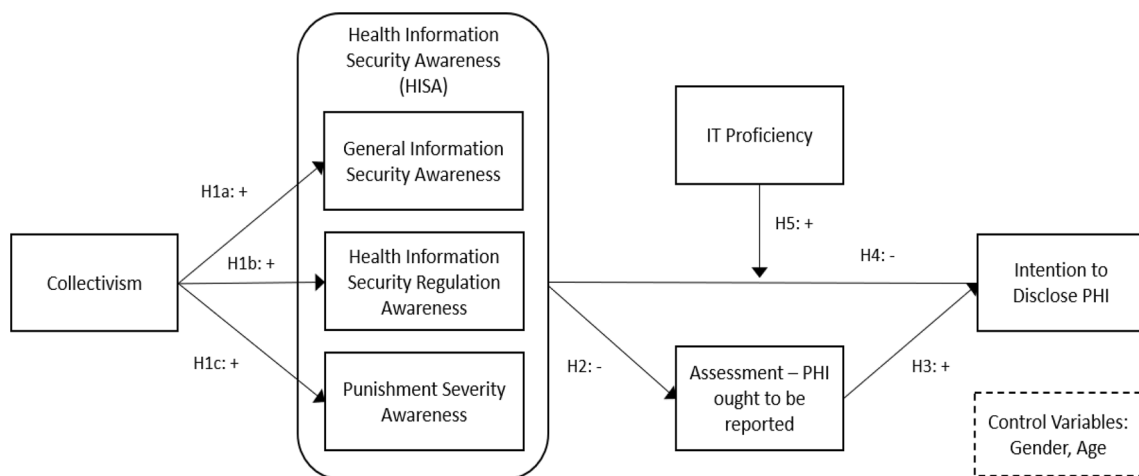 Health Information
Security Awareness
(HISA)
General Information
Security Awareness
IT Proficiency
H1a: +
H5: +
Health Information
Security Regulation
Awareness
H1b: +
H4: -
Collectivism
Intention to
Disclose PHI
H1c: +
H2: -
H3: +
Punishment Severity
Awareness
Assessment – PHI
ought to be
reported
Control Variables:
Gender, Age